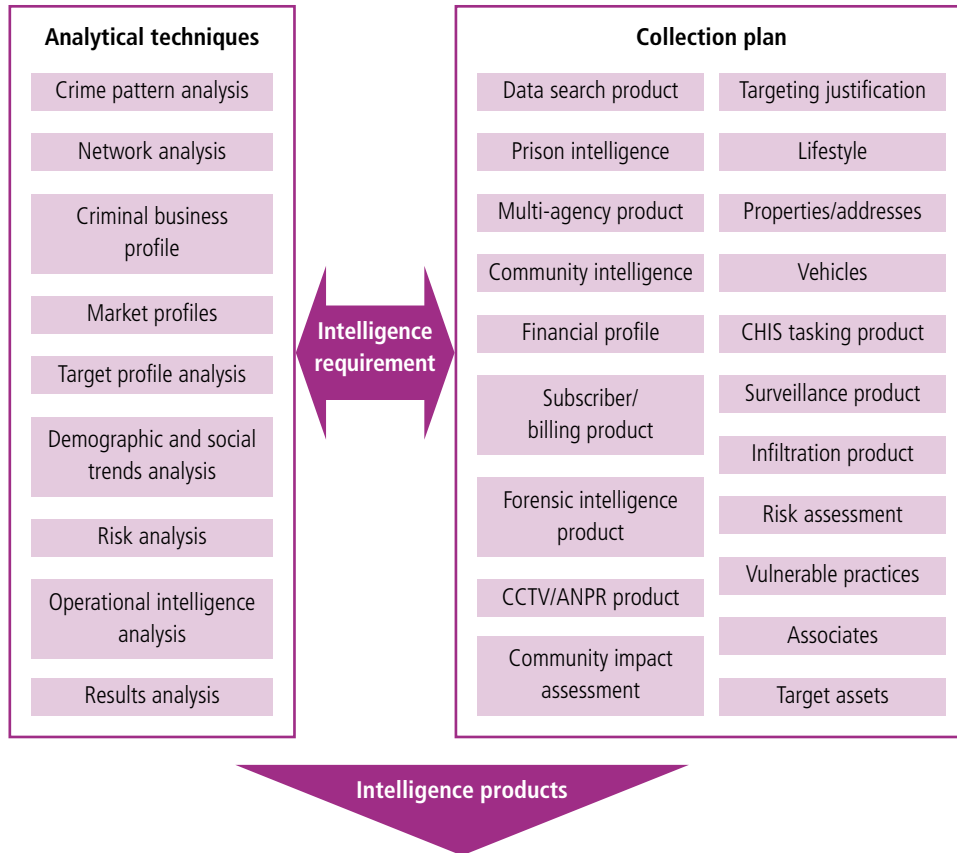 Analytical techniques
Crime pattern analysis
Network analysis
Criminal business
profile
Market profiles
Target profile analysis
Demographic and social
trends analysis
Risk analysis
Operational intelligence
analysis
Results analysis
Intelligence
requirement
Collection plan
Data search product
Prison intelligence
Multi-agency product
Community intelligence
Financial profile
Subscriber/
billing product
Forensic intelligence
product
CCTV/ANPR product
Community impact
assessment
Targeting justification
Lifestyle
Properties/addresses
Vehicles
CHIS tasking product
Surveillance product
Infiltration product
Risk assessment
Vulnerable practices
Associates
Target assets
Intelligence products